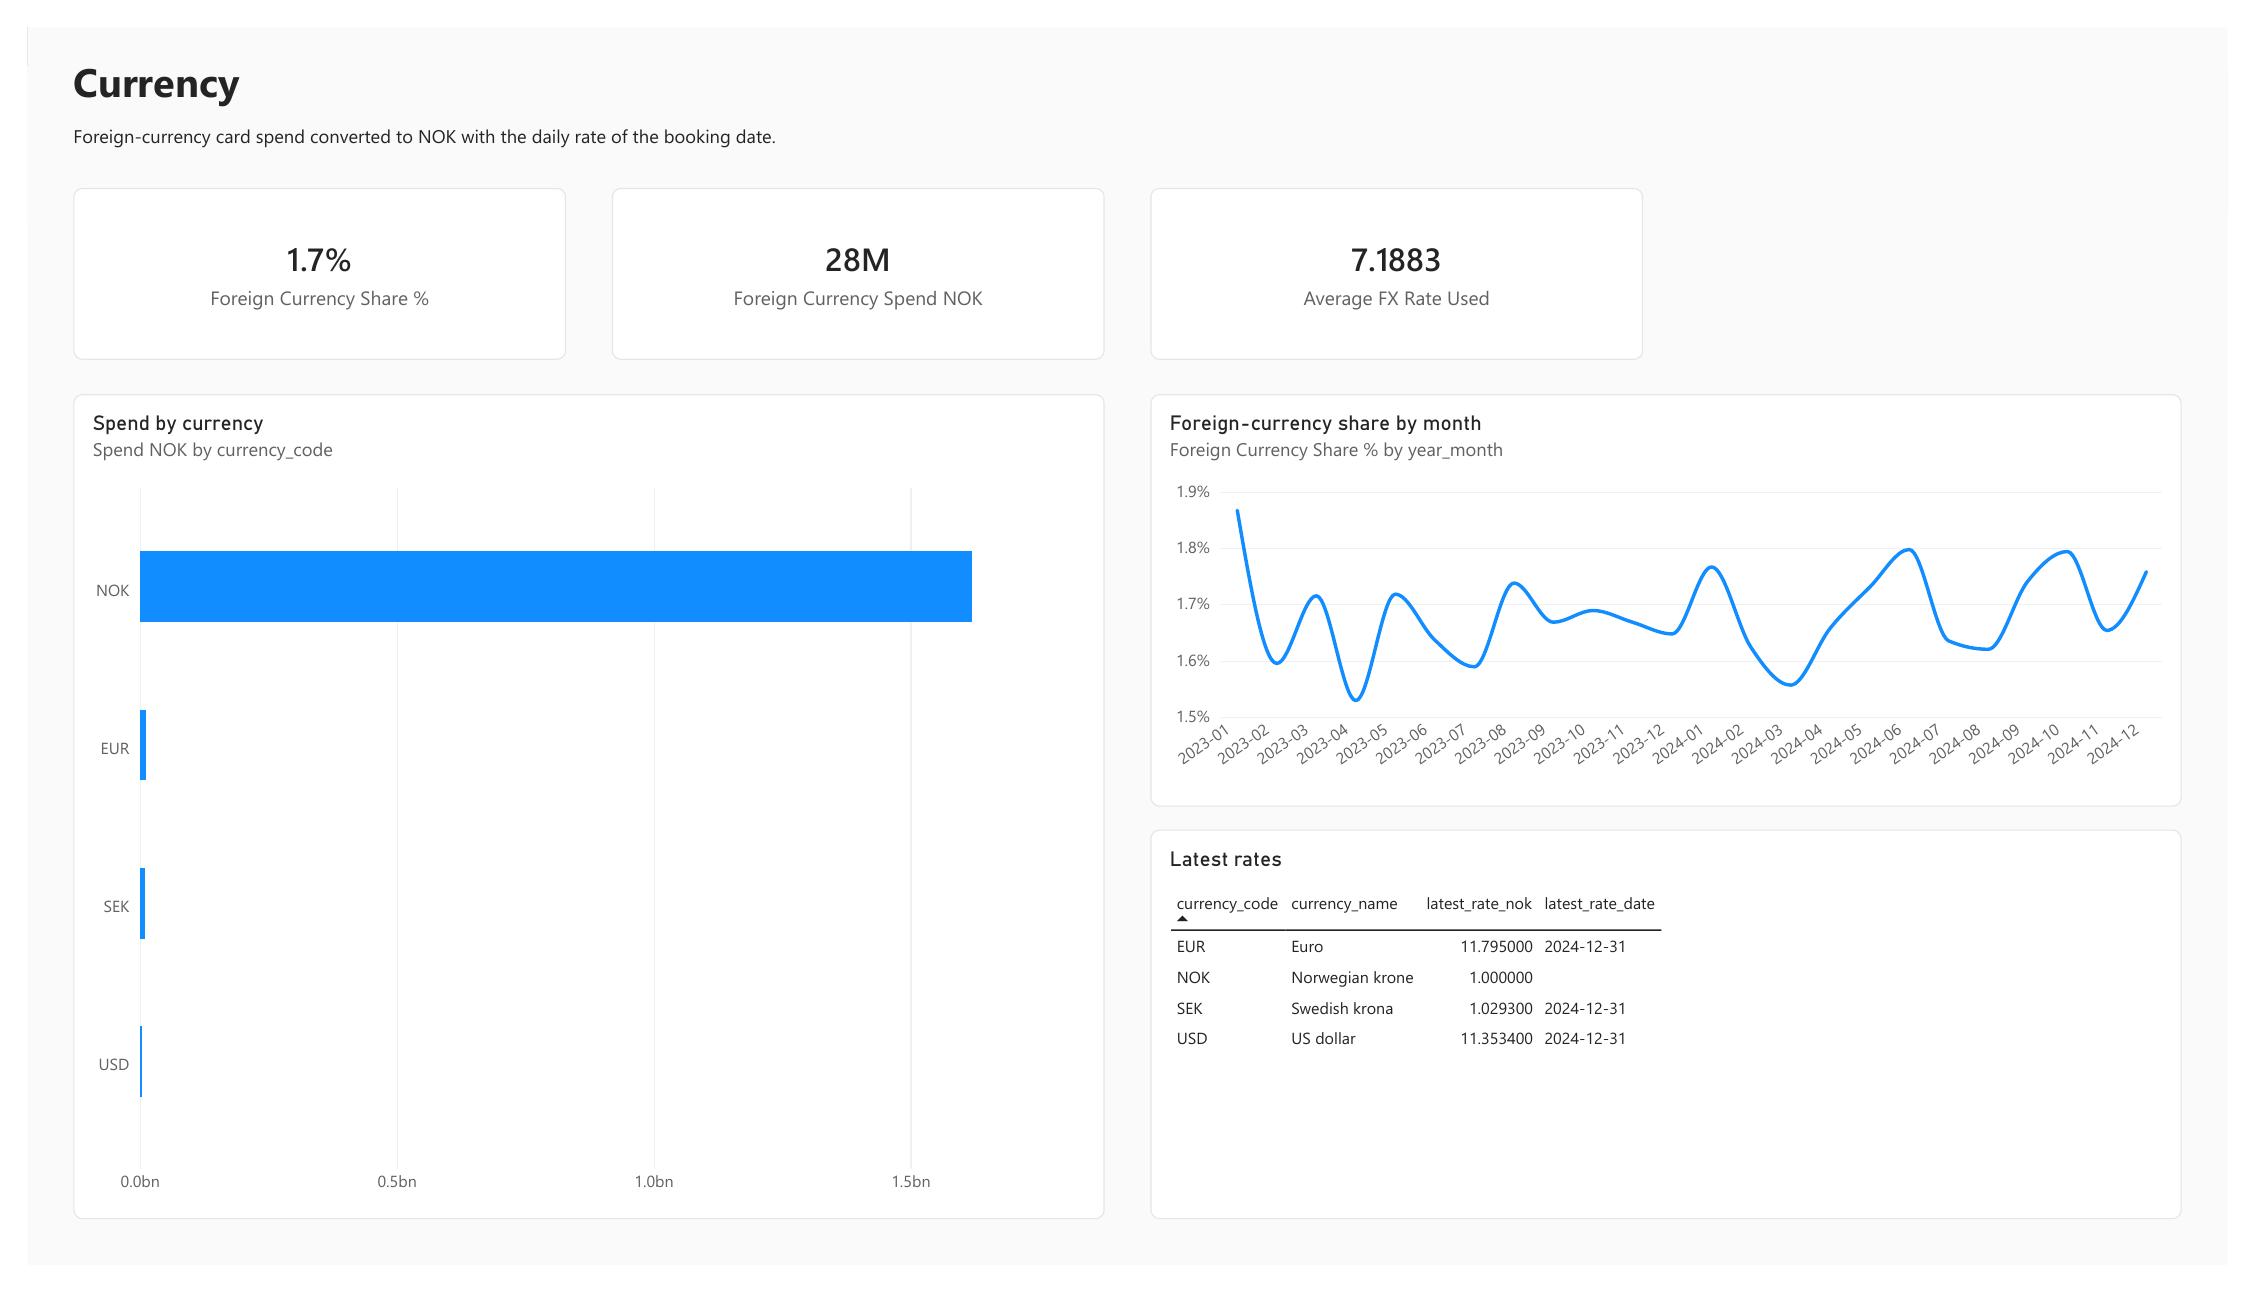 Currency
Foreign-currency card spend converted to NOK with the daily rate of the booking date.
1.7%
Foreign Currency Share %
28M
Foreign Currency Spend NOK
7.1883
Average FX Rate Used
Spend by currency
Spend NOK by currency_code
NOK
EUR
SEK
USD
0.0bn 0.5bn 1.0bn 1.5bn
Foreign-currency share by month
Foreign Currency Share % by year_month
1.9%
1.8%
1.7%
1.6%
1.5%
2023-01 2023-02 2023-03 2023-04 2023-05 2023-06 2023-07 2023-08 2023-09 2023-10 2023-11 2023-12 2024-01 2024-02 2024-03 2024-04 2024-05 2024-06 2024-07 2024-08 2024-09 2024-10 2024-11 2024-12
Latest rates
currency_code currency_name latest_rate_nok latest_rate_date
EUR Euro 11.795000 2024-12-31
NOK Norwegian krone 1.000000
SEK Swedish krona 1.029300 2024-12-31
USD US dollar 11.353400 2024-12-31